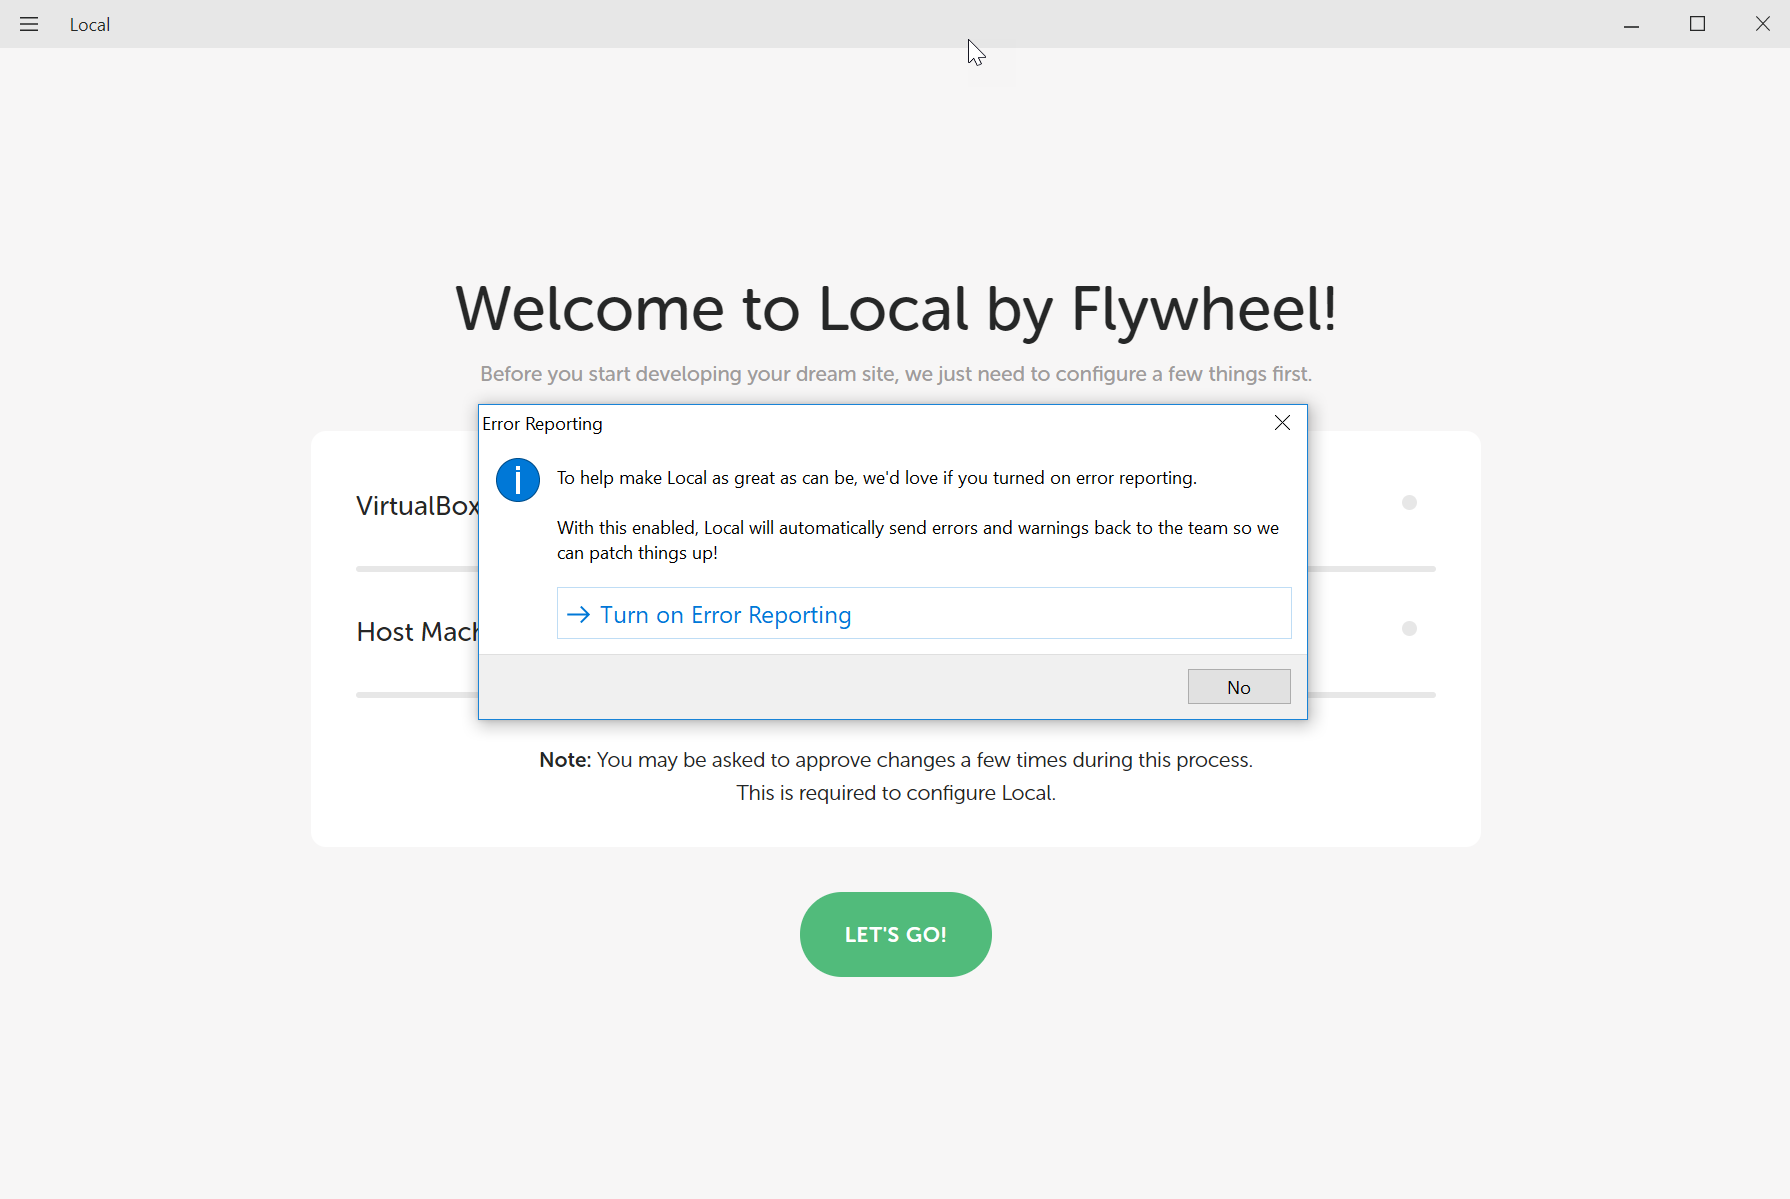 Local
Welcome to Local by Flywheel!
Before you start developing your dream site, we just need to configure a few things first.
Error Reporting
To help make Local as great as can be, we'd love if you turned on error reporting.
With this enabled, Local will automatically send errors and warnings back to the team so we
can patch things up!
Turn on Error Reporting
No
VirtualBox
Host
Note: You may be asked to approve changes a few times during this process.
This is required to configure Local.
LET'S GO!